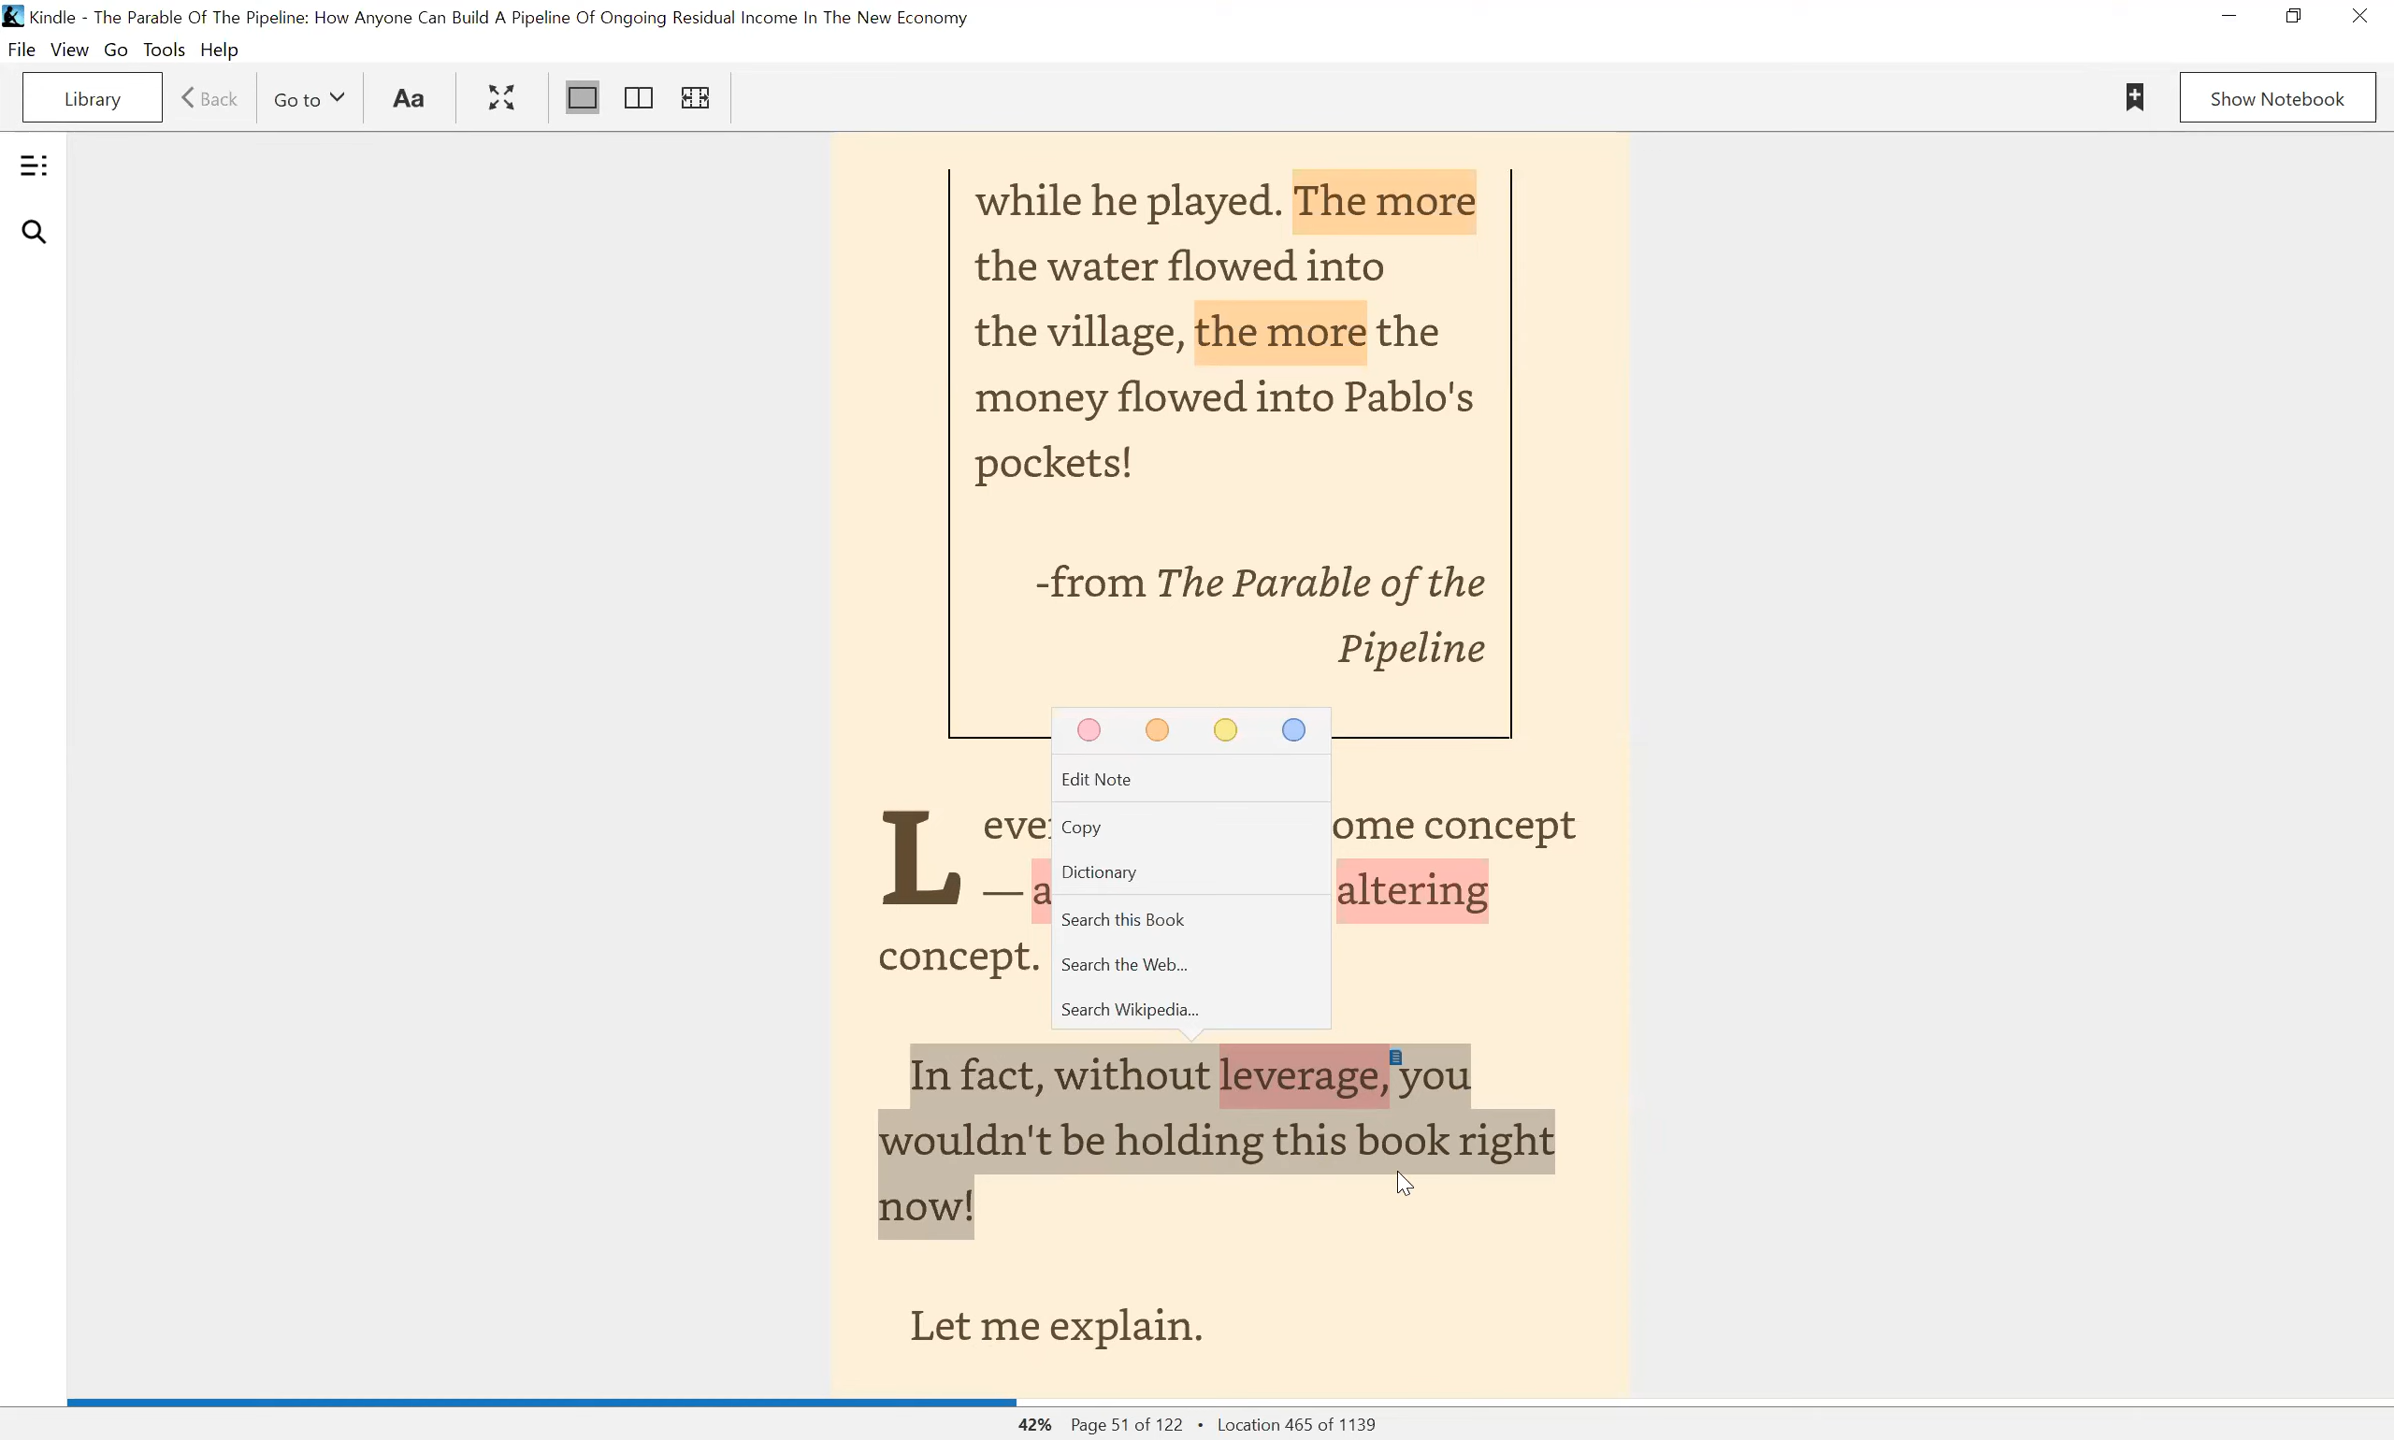 Kindle - The Parable Of The Pipeline: How Anyone Can Build A Pipeline Of Ongoing Residual Income In The New Economy
File View Go Tools Help
Library Back Go to Aa Show Notebook
while he played. The more
the water flowed into
the village, the more the
money flowed into Pablo's
pockets!
-from The Parable of the
Pipeline
Edit Note
Copy
Dictionary
Search this Book
Search the Web...
Search Wikipedia...
ome concept
altering
concept.
In fact, without leverage, you
wouldn't be holding this book right
now!
Let me explain.
42% Page 51 of 122 • Location 465 of 1139